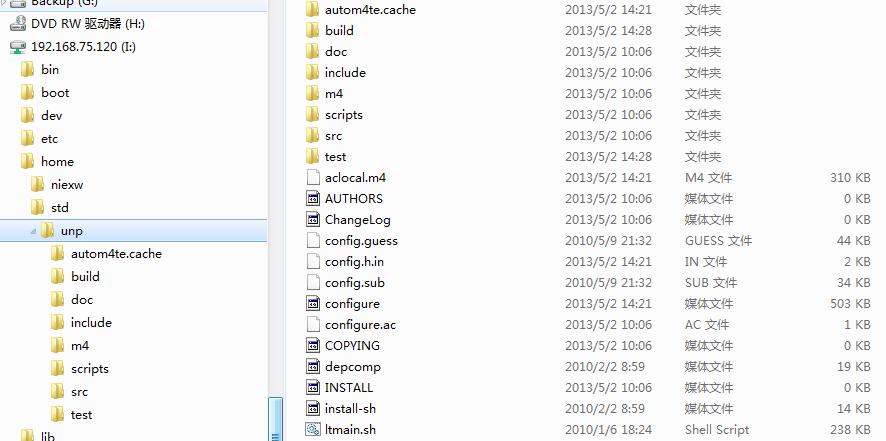 Backup (G:)
DVD RW 驱动器 (H:)
192.168.75.120 (I:)
bin
boot
dev
etc
home
niexw
std
unp
autom4te.cache
build
doc
include
m4
scripts
src
test
lib
autom4te.cache 2013/5/2 14:21 文件夹
build 2013/5/2 14:28 文件夹
doc 2013/5/2 10:06 文件夹
include 2013/5/2 10:06 文件夹
m4 2013/5/2 10:06 文件夹
scripts 2013/5/2 10:06 文件夹
src 2013/5/2 10:06 文件夹
test 2013/5/2 14:28 文件夹
aclocal.m4 2013/5/2 14:21 M4 文件 310 KB
AUTHORS 2013/5/2 10:06 媒体文件 0 KB
ChangeLog 2013/5/2 10:06 媒体文件 0 KB
config.guess 2010/5/9 21:32 GUESS 文件 44 KB
config.h.in 2013/5/2 14:21 IN 文件 2 KB
config.sub 2010/5/9 21:32 SUB 文件 34 KB
configure 2013/5/2 14:21 媒体文件 503 KB
configure.ac 2013/5/2 10:06 AC 文件 1 KB
COPYING 2013/5/2 10:06 媒体文件 0 KB
depcomp 2010/2/2 8:59 媒体文件 19 KB
INSTALL 2013/5/2 10:06 媒体文件 0 KB
install-sh 2010/2/2 8:59 媒体文件 14 KB
ltmain.sh 2010/1/6 18:24 Shell Script 238 KB